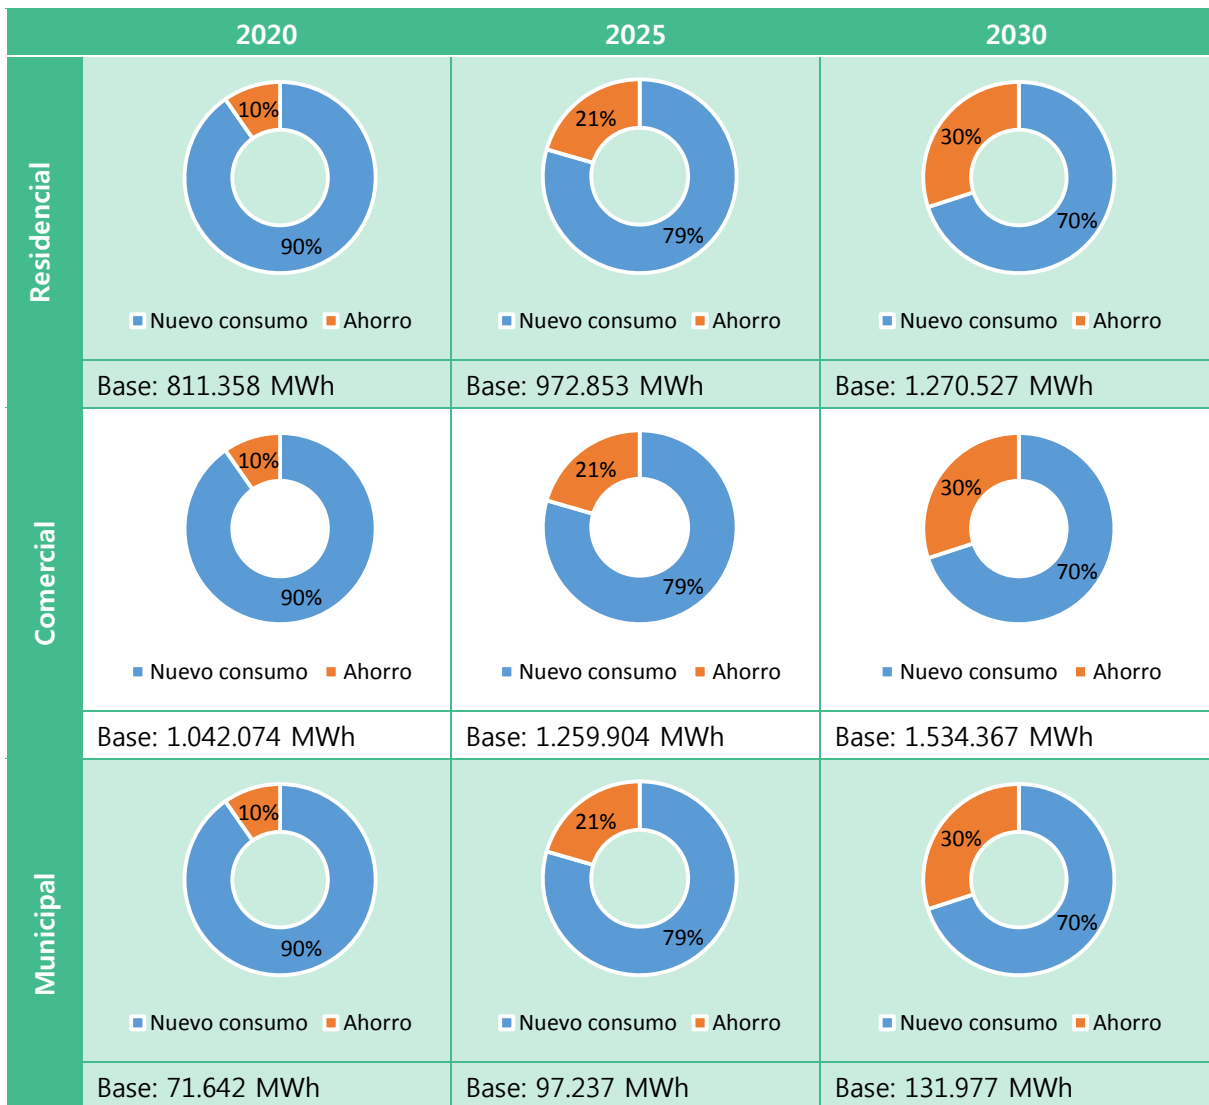 2020 2025 2030
Residencial
10% 21% 30%
90% 79% 70%
Nuevo consumo Ahorro Nuevo consumo Ahorro Nuevo consumo Ahorro
Base: 811.358 MWh Base: 972.853 MWh Base: 1.270.527 MWh
Comercial
10% 21% 30%
90% 79% 70%
Nuevo consumo Ahorro Nuevo consumo Ahorro Nuevo consumo Ahorro
Base: 1.042.074 MWh Base: 1.259.904 MWh Base: 1.534.367 MWh
Municipal
10% 21% 30%
90% 79% 70%
Nuevo consumo Ahorro Nuevo consumo Ahorro Nuevo consumo Ahorro
Base: 71.642 MWh Base: 97.237 MWh Base: 131.977 MWh